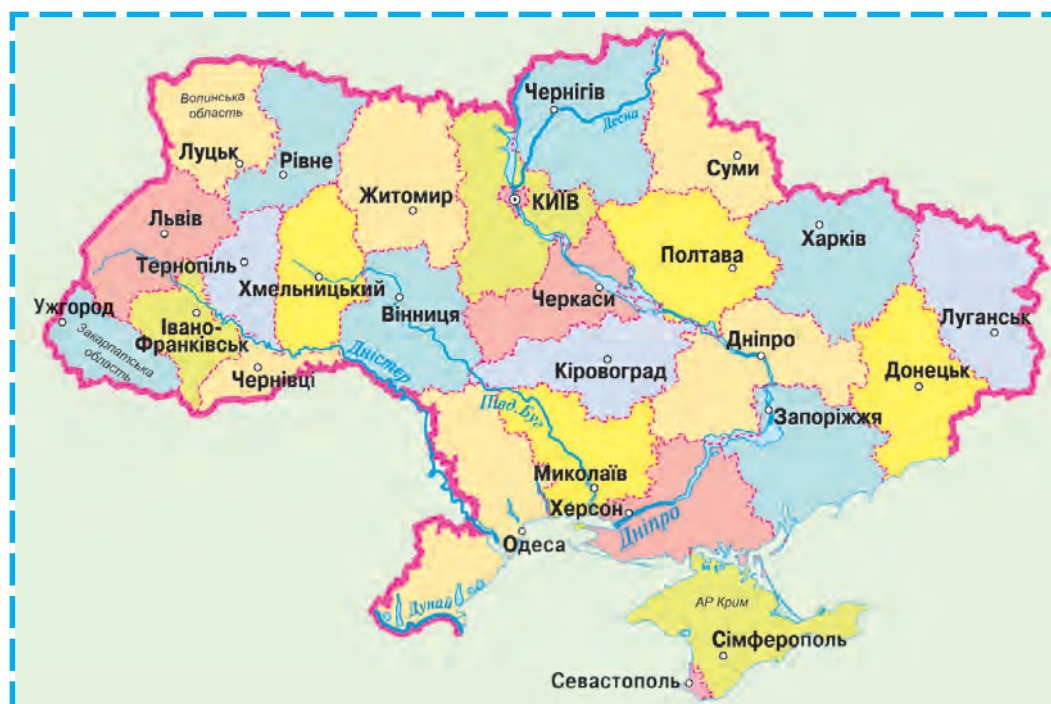 Чернігів
Десна
Волинська
область
Луцьк
Рівне
Суми
Житомир
КИЇВ
Львів
Харків
Полтава
Тернопіль
Хмельницький
Черкаси
Вінниця
Ужгород
Івано-
Франківськ
Закарпатська
область
Луганськ
Дніпро
Дністер
Чернівці
Кіровоград
Донецьк
Півд. Буг
Запоріжжя
Миколаїв
Херсон
Дніпро
Одеса
Дунай
АР Крим
Сімферополь
Севастополь